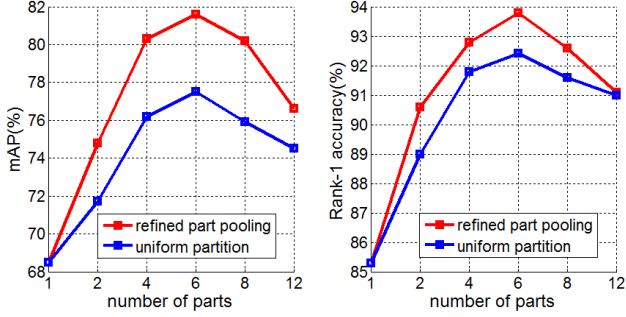 82
80
78
76
74
72
70
68
mAP(%)
refined part pooling
uniform partition
1 2 4 6 8 12
number of parts
94
93
92
91
90
89
88
87
86
85
Rank-1 accuracy(%)
refined part pooling
uniform partition
1 2 4 6 8 12
number of parts